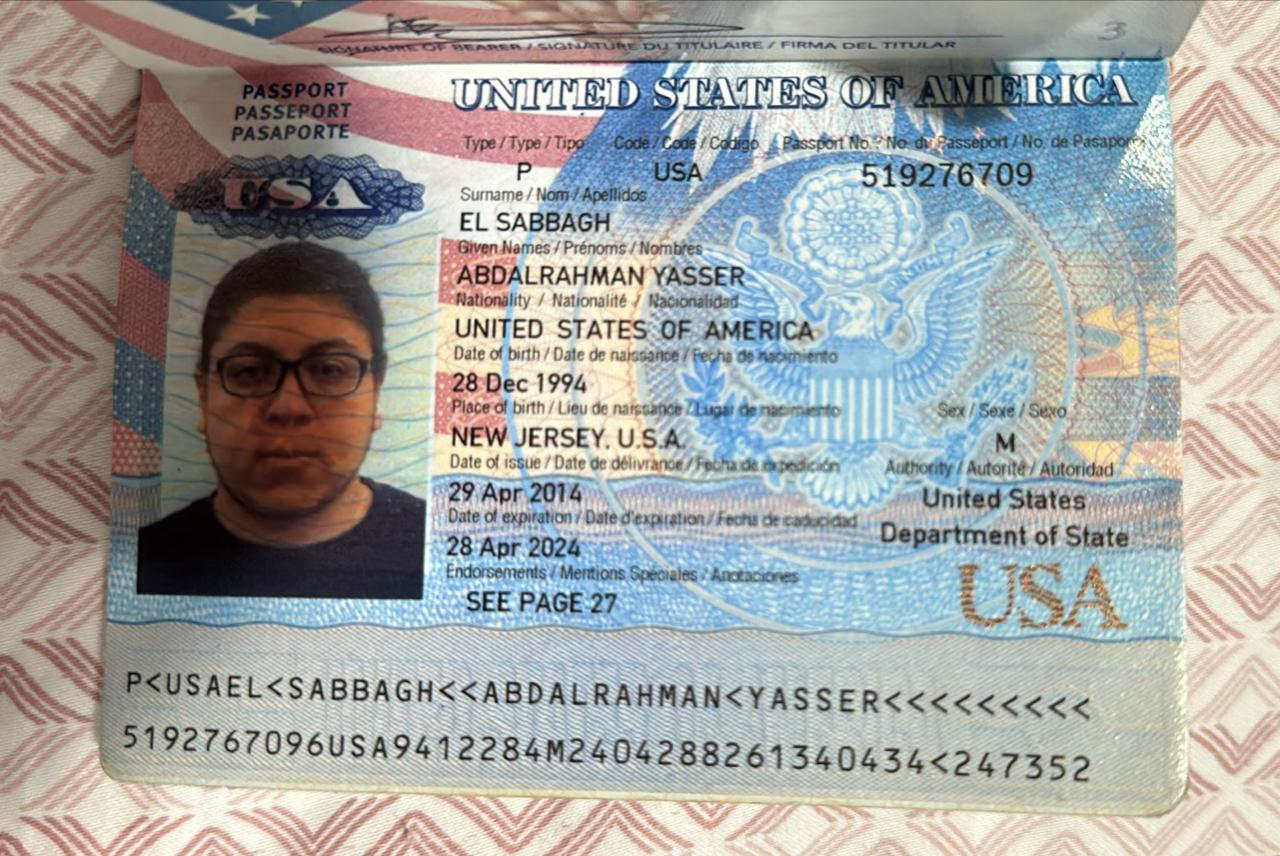 SIGNATURE OF BEARER / SIGNATURE DU TITULAIRE / FIRMA DEL TITULAR
3
PASSPORT
PASSEPORT
PASAPORTE
USA
UNITED STATES OF AMERICA
Type / Type / Tipo Code / Code / Código Passport No. / No. du Passeport / No. de Pasaporte
P USA 519276709
Surname / Nom / Apellidos
EL SABBAGH
Given Names / Prénoms / Nombres
ABDALRAHMAN YASSER
Nationality / Nationalité / Nacionalidad
UNITED STATES OF AMERICA
Date of birth / Date de naissance / Fecha de nacimiento
28 Dec 1994
Place of birth / Lieu de naissance / Lugar de nacimiento Sex / Sexe / Sexo
NEW JERSEY, U.S.A. M
Date of issue / Date de délivrance / Fecha de expedición Authority / Autorité / Autoridad
29 Apr 2014 United States
Date of expiration / Date d'expiration / Fecha de caducidad Department of State
28 Apr 2024
Endorsements / Mentions Spéciales / Anotaciones
SEE PAGE 27
USA
P<USAEL<SABBAGH<<ABDALRAHMAN<YASSER<<<<<<<<<
5192767096USA9412284M2404288261340434<247352